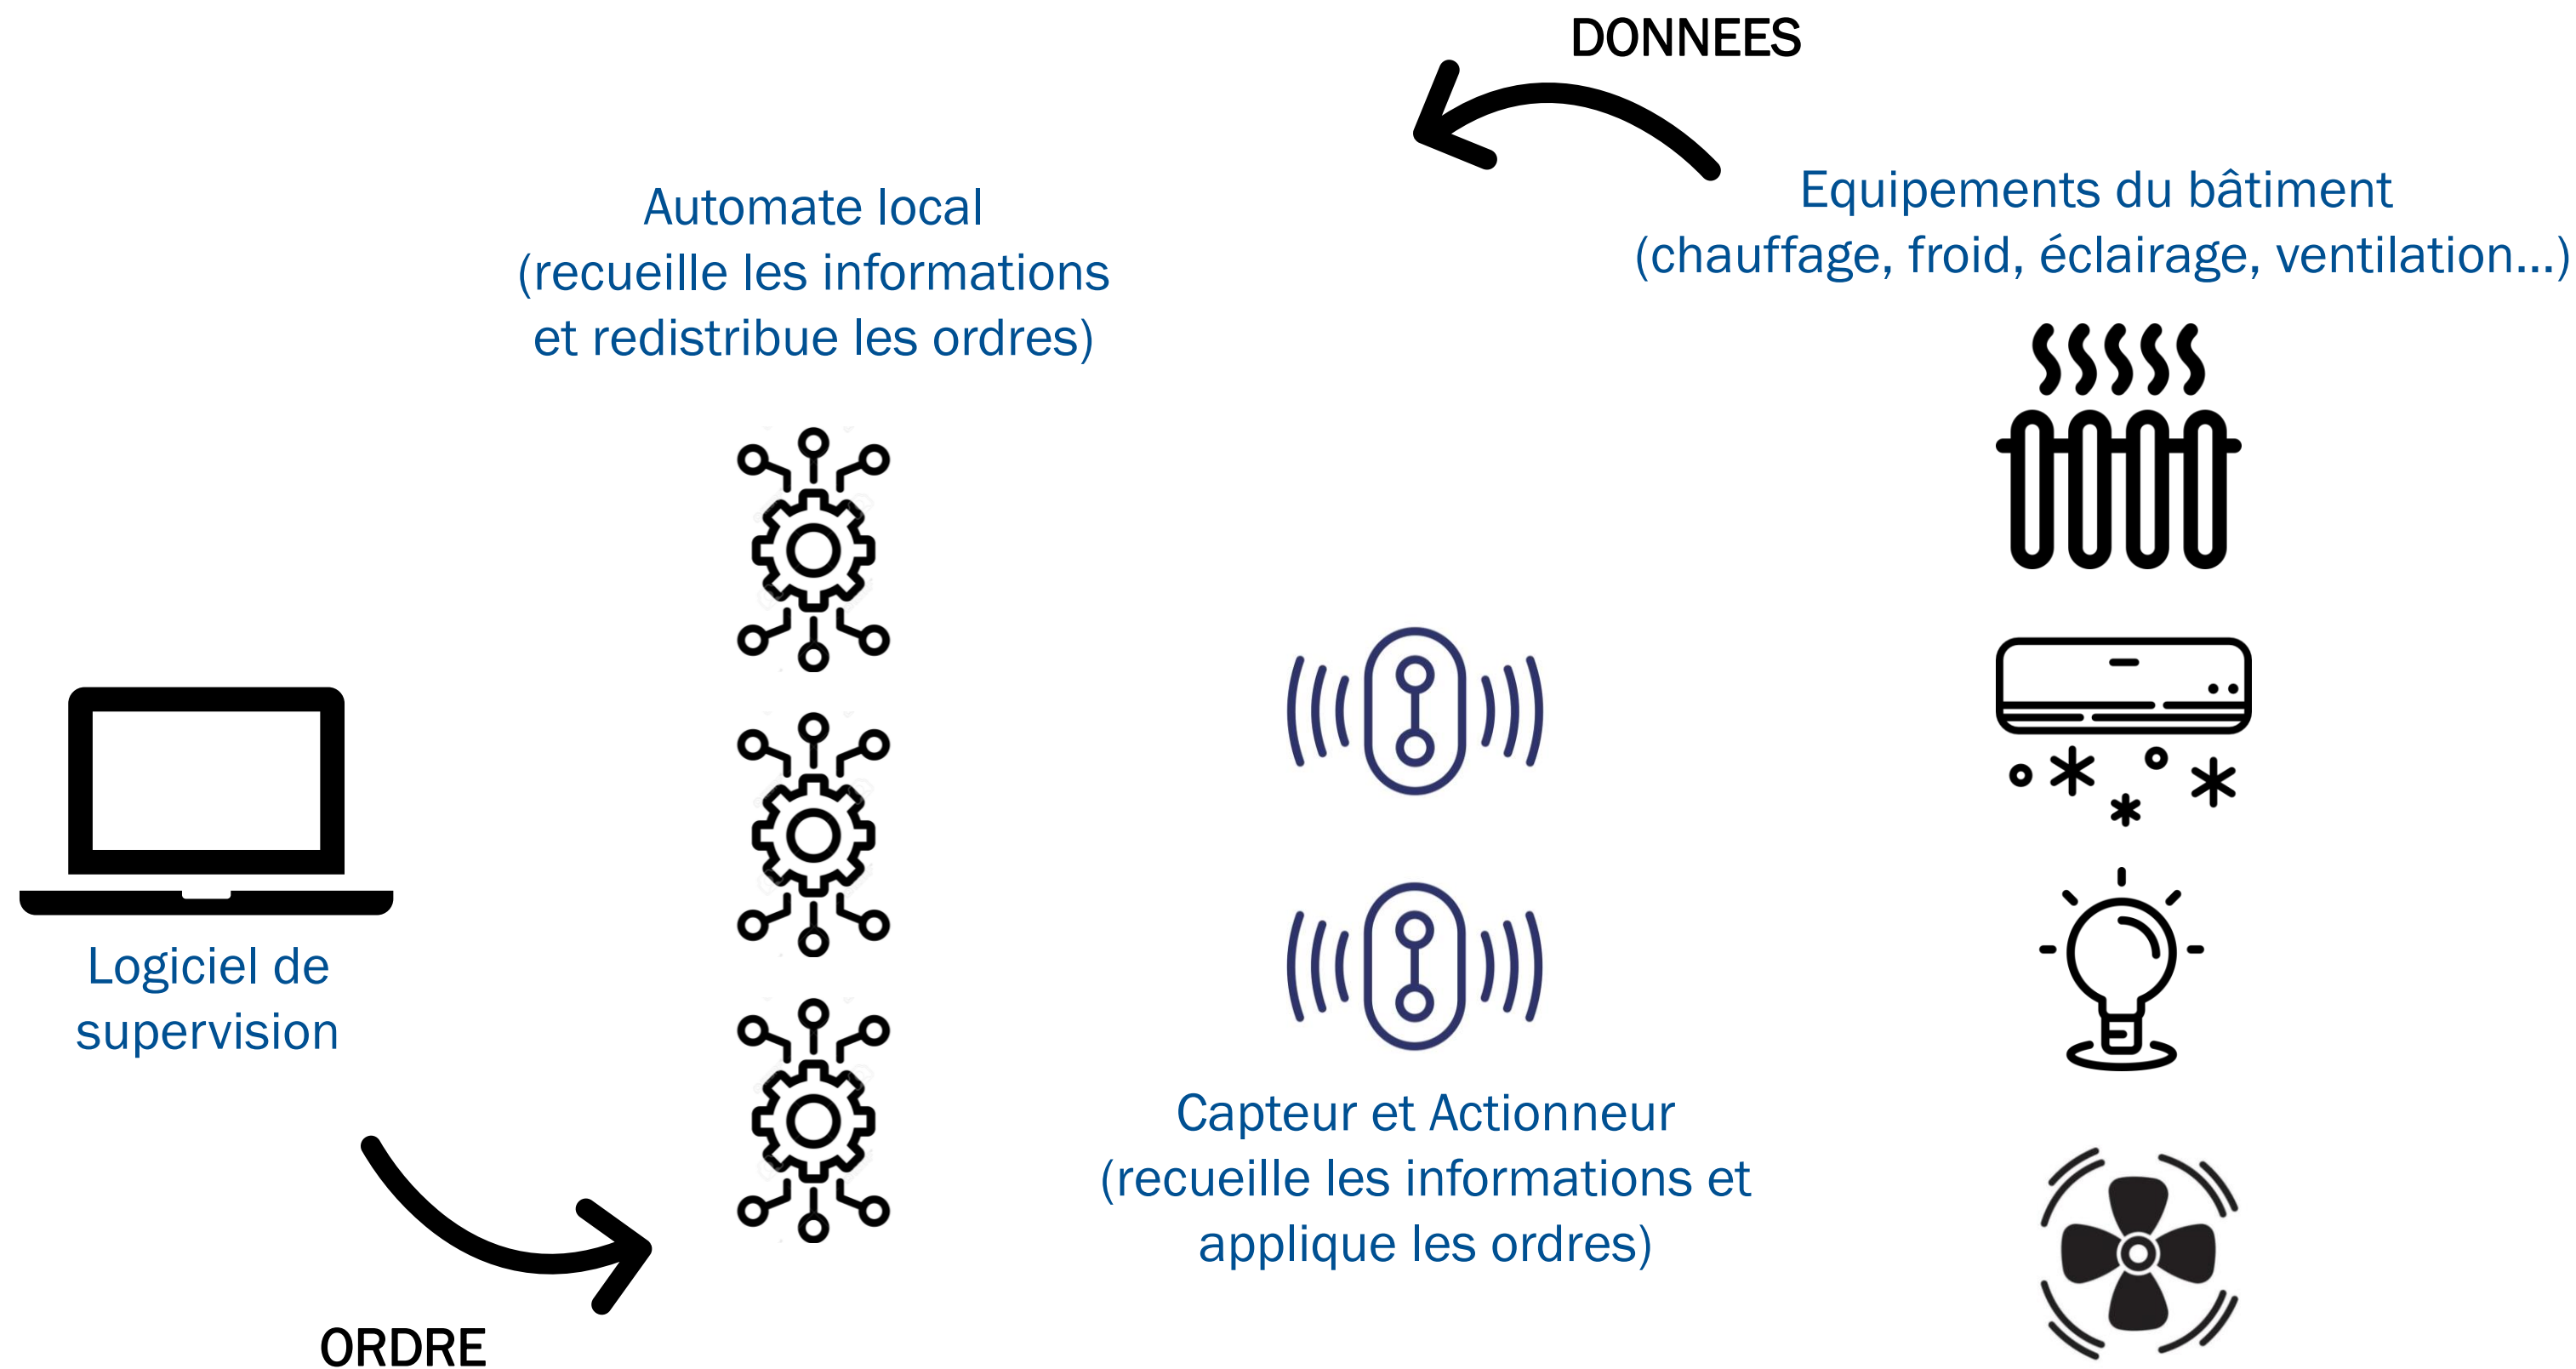 DONNEES
Automate local
(recueille les informations
et redistribue les ordres)
Equipements du bâtiment
(chauffage, froid, éclairage, ventilation...)
Logiciel de
supervision
Capteur et Actionneur
(recueille les informations et
applique les ordres)
ORDRE